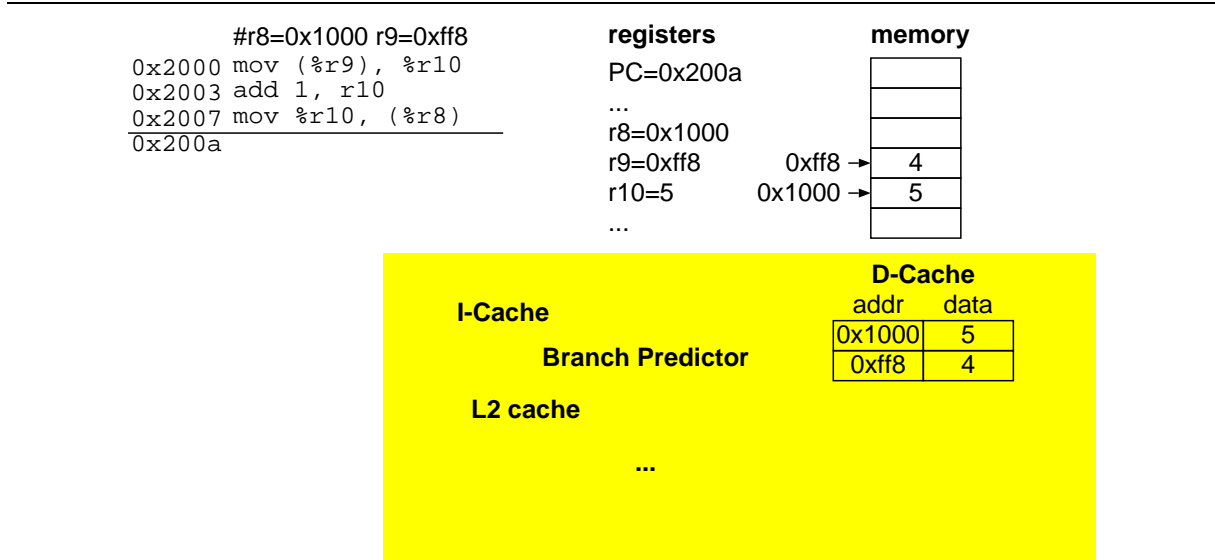 #r8=0x1000 r9=0xff8
0x2000 mov (%r9), %r10
0x2003 add 1, r10
0x2007 mov %r10, (%r8)
0x200a
registers
PC=0x200a
...
r8=0x1000
r9=0xff8
r10=5
...
memory
0xff8 4
0x1000 5
I-Cache
Branch Predictor
L2 cache
...
D-Cache
addr data
0x1000 5
0xff8 4